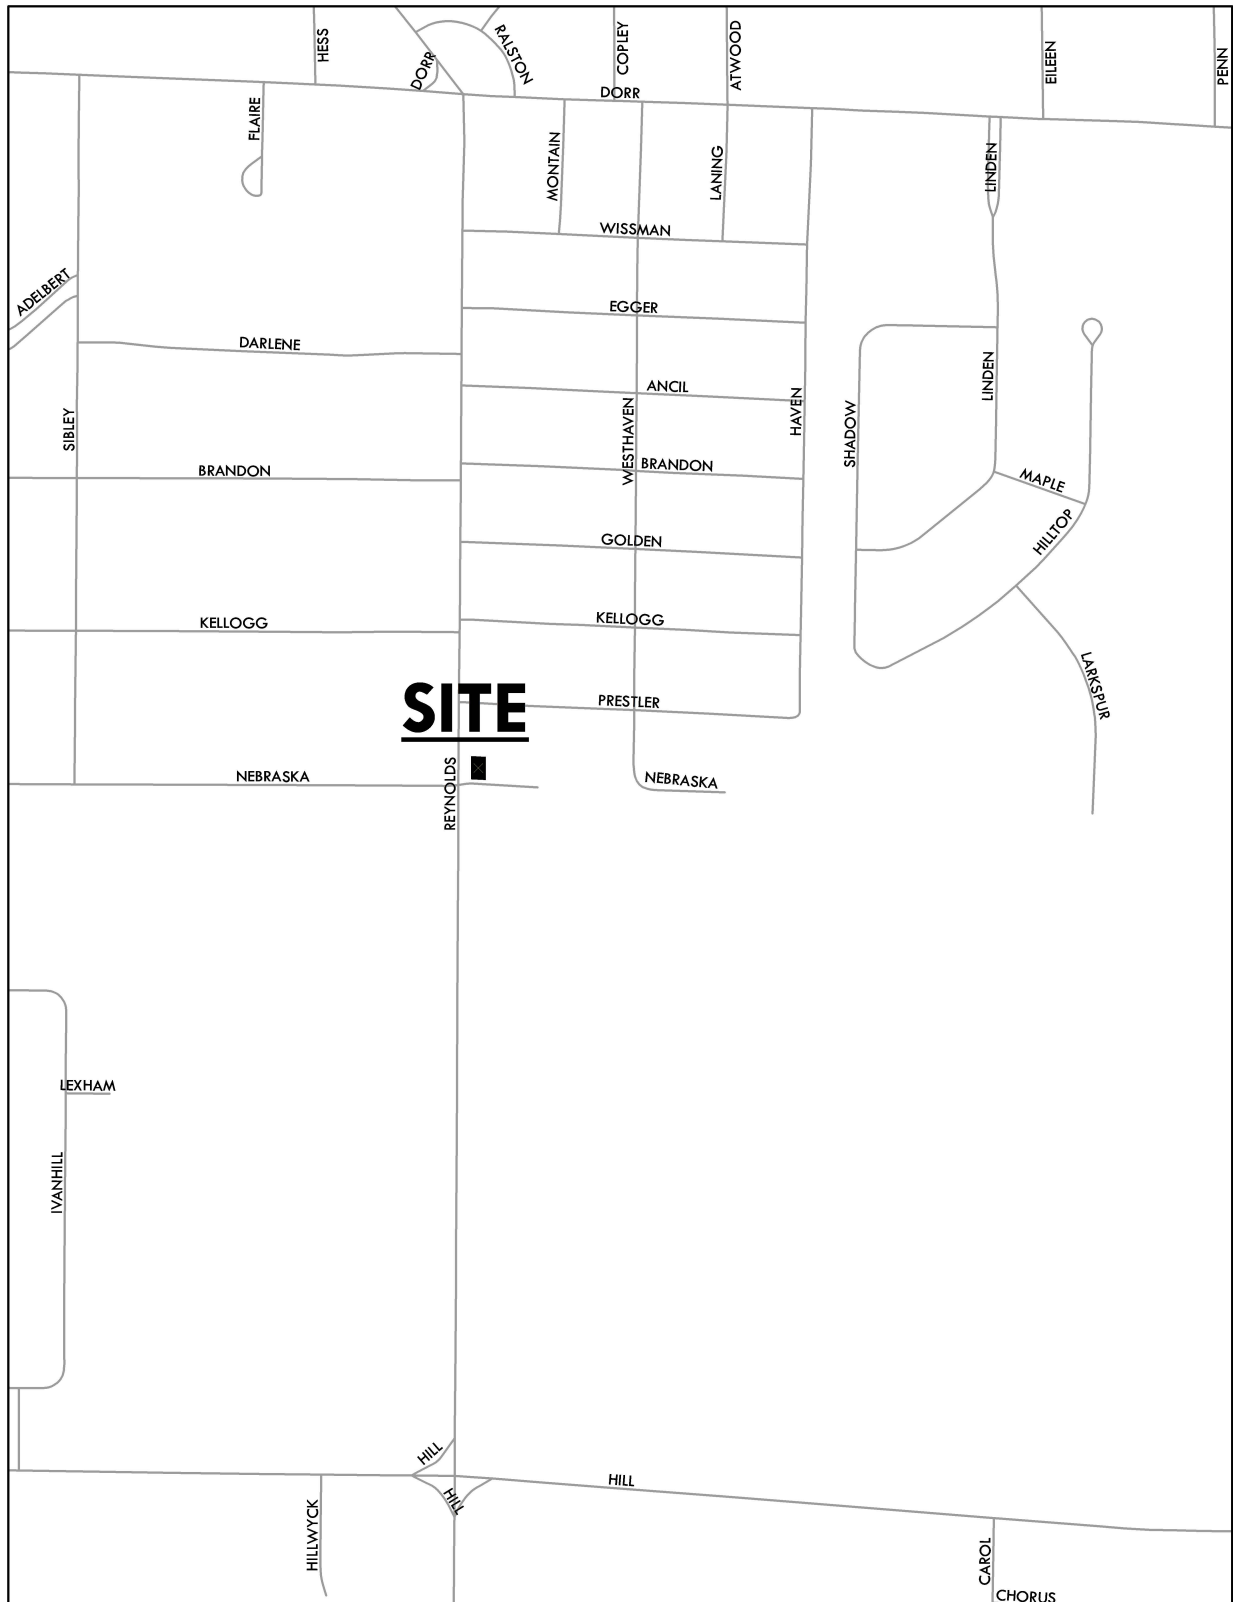 HESS
DORR
RALSTON
COPLEY
ATWOOD
EILEEN
PENN
DORR
FLAIRE
MONTAIN
LANING
LINDEN
WISSMAN
ADELBERT
EGGER
DARLENE
ANCIL
LINDEN
HAVEN
SIBLEY
WESTHAVEN
SHADOW
BRANDON
BRANDON
MAPLE
HILLTOP
GOLDEN
KELLOGG
KELLOGG
LARKSPUR
SITE
PRESTLER
NEBRASKA
REYNOLDS
NEBRASKA
LEXHAM
IVANHILL
HILL
HILL
HILL
HILLWYCK
CAROL
CHORUS